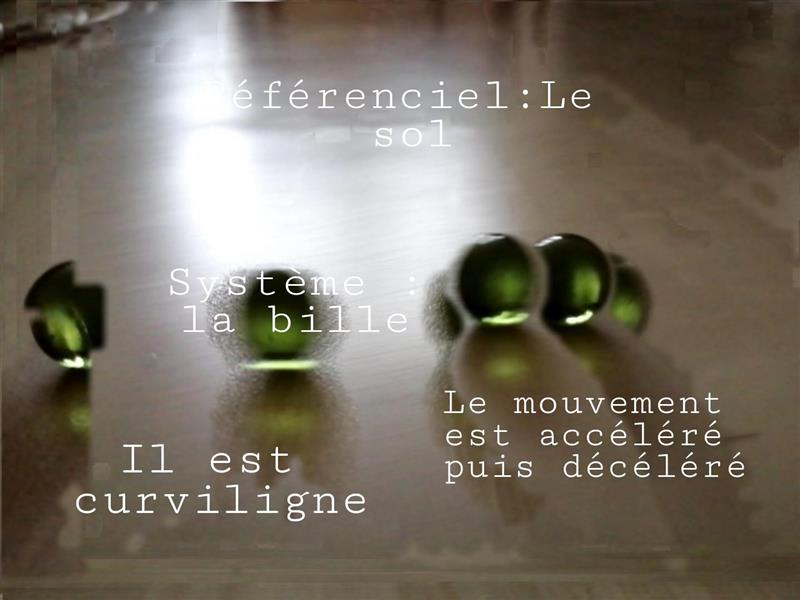 Référenciel:Le
sol
Système :
la bille
Il est
curviligne
Le mouvement
est accéléré
puis décéléré